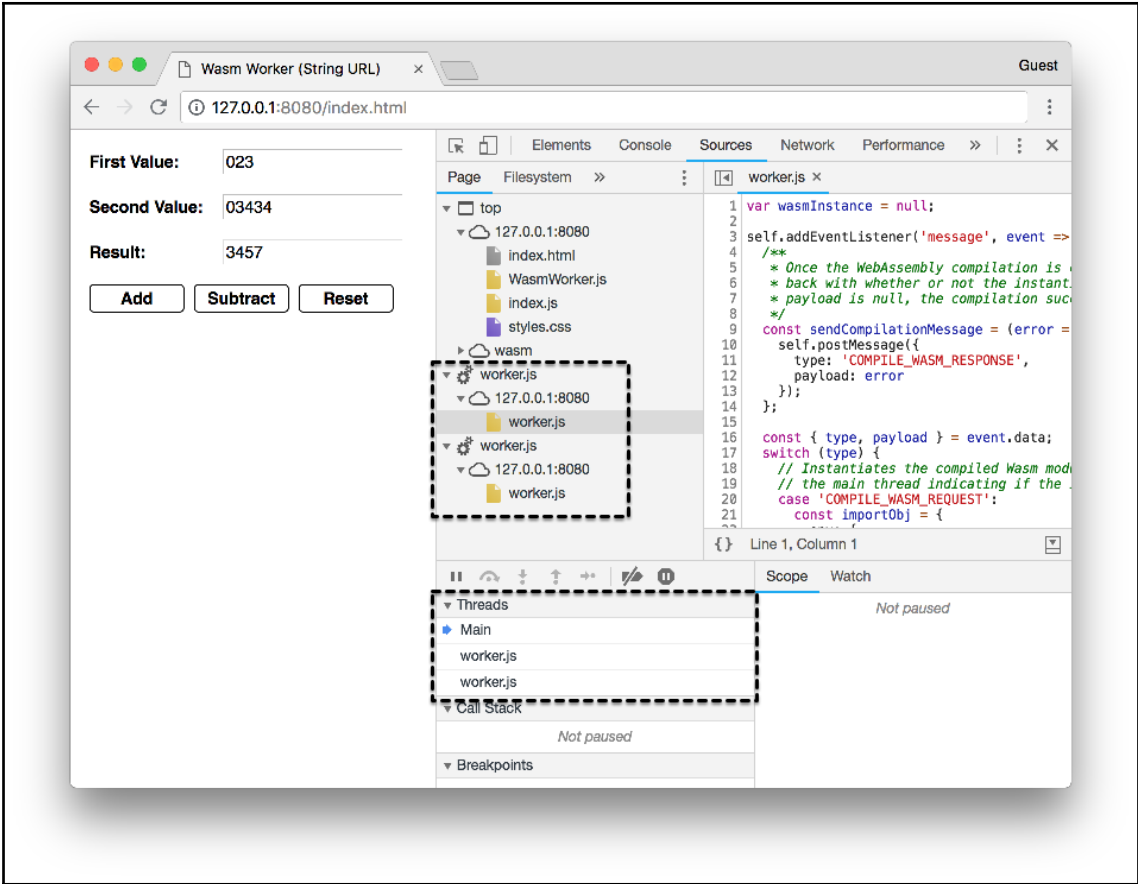 Wasm Worker (String URL) ×
Guest
127.0.0.1:8080/index.html
First Value: 023
Second Value: 03434
Result: 3457
Add Subtract Reset
Elements Console Sources Network Performance » ×
Page Filesystem »
top
127.0.0.1:8080
index.html
WasmWorker.js
index.js
styles.css
wasm
worker.js
127.0.0.1:8080
worker.js
worker.js
127.0.0.1:8080
worker.js
worker.js ×
1 var wasmInstance = null;
2
3 self.addEventListener('message', event =>
4 /**
5 * Once the WebAssembly compilation is
6 * back with whether or not the instant
7 * payload is null, the compilation suc
8 */
9 const sendCompilationMessage = (error =
10 self.postMessage({
11 type: 'COMPILE_WASM_RESPONSE',
12 payload: error
13 });
14 };
15
16 const { type, payload } = event.data;
17 switch (type) {
18 // Instantiates the compiled Wasm modu
19 // the main thread indicating if the
20 case 'COMPILE_WASM_REQUEST':
21 const importObj = {
{} Line 1, Column 1
Threads
Main
worker.js
worker.js
Call Stack
Not paused
Breakpoints
Scope Watch
Not paused